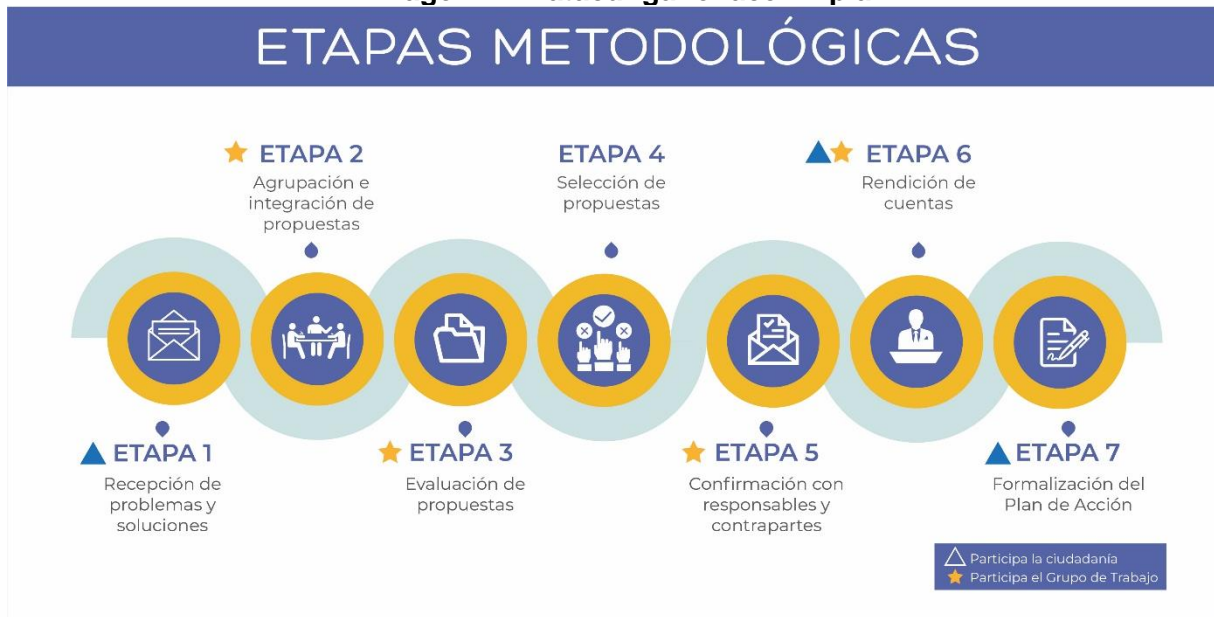 ETAPAS METODOLÓGICAS
ETAPA 2
Agrupación e
integración de
propuestas
ETAPA 4
Selección de
propuestas
ETAPA 6
Rendición de
cuentas
ETAPA 1
Recepción de
problemas y
soluciones
ETAPA 3
Evaluación de
propuestas
ETAPA 5
Confirmación con
responsables y
contrapartes
ETAPA 7
Formalización del
Plan de Acción
Participa la ciudadanía
Participa el Grupo de Trabajo